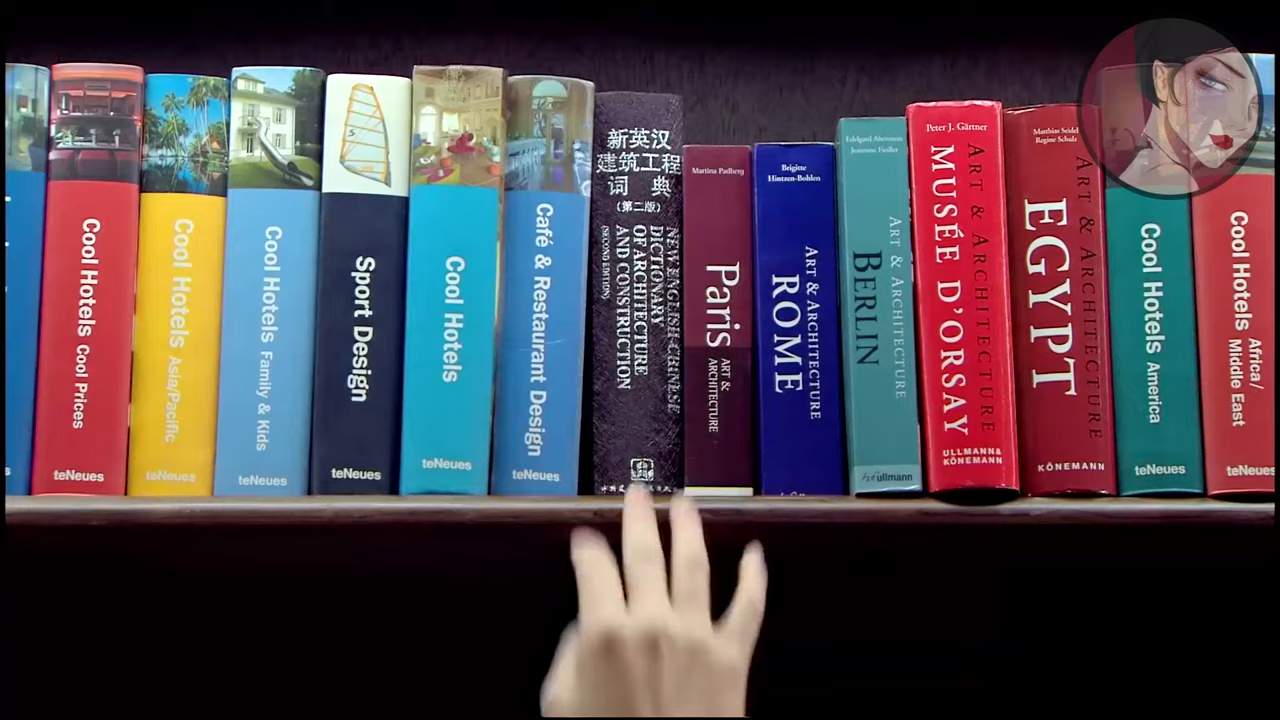 Cool Hotels Cool Prices
teNeues
Cool Hotels Asia/Pacific
teNeues
Cool Hotels Family & Kids
teNeues
Sport Design
teNeues
Cool Hotels
teNeues
Café & Restaurant Design
teNeues
新英汉
建筑工程
词 典
(第二版)
NEW ENGLISH-CHINESE
DICTIONARY
OF ARCHITECTURE
AND CONSTRUCTION
(SECOND EDITION)
Martina Padberg
Paris
ART &
ARCHITECTURE
Brigitte
Hintzen-Bohlen
ART & ARCHITECTURE
ROME
Edelgard Abenstein
Jeannine Fiedler
ART & ARCHITECTURE
BERLIN
h.f.ullmann
Peter J. Gärtner
ART & ARCHITECTURE
MUSÉE D'ORSAY
ULLMANN&
KÖNEMANN
Matthias Seidel
Regine Schulz
ART & ARCHITECTURE
EGYPT
KÖNEMANN
Cool Hotels America
teNeues
Cool Hotels Africa/
Middle East
teNeues